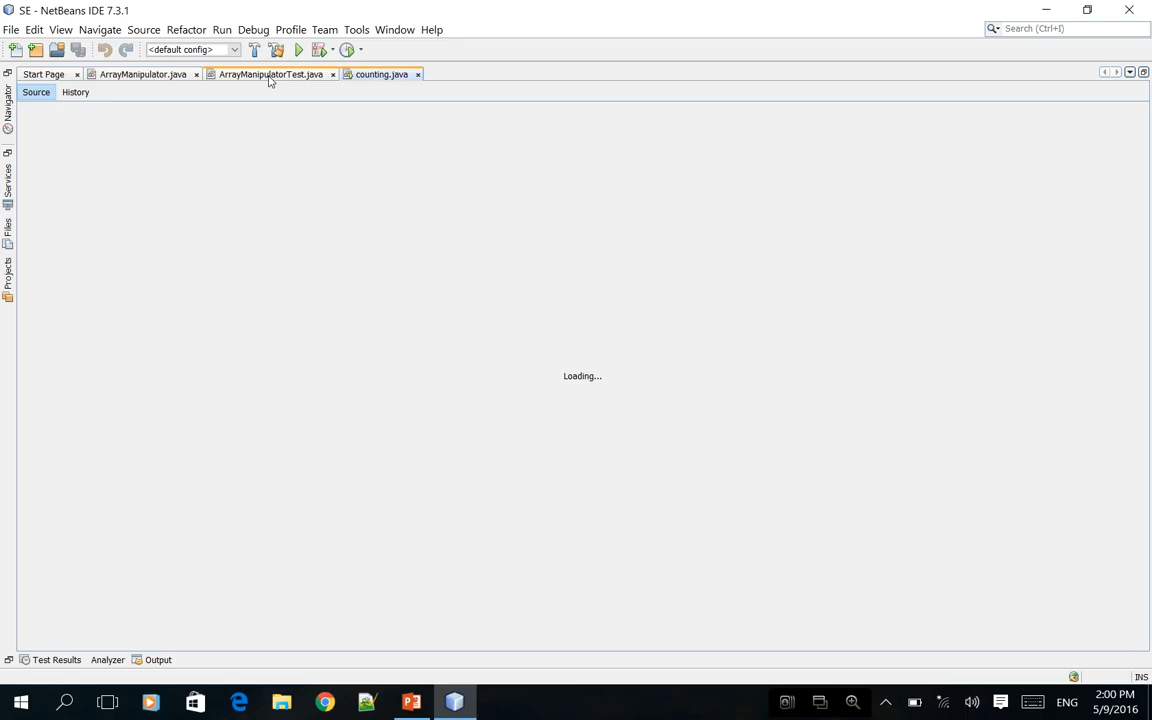 SE - NetBeans IDE 7.3.1
File Edit View Navigate Source Refactor Run Debug Profile Team Tools Window Help
Search (Ctrl+I)
<default config>
Start Page ArrayManipulator.java ArrayManipulatorTest.java counting.java
Source History
Navigator
Services
Files
Projects
Loading...
Test Results Analyzer Output
INS
ENG
2:00 PM
5/9/2016